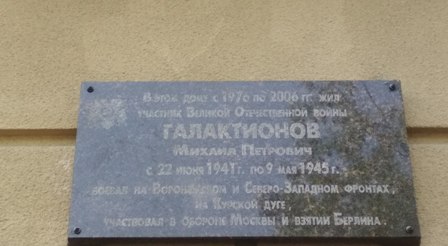 В этом доме с 1976 по 2006 гг. жил
участник Великой Отечественной войны
ГАЛАКТИОНОВ
Михаил Петрович
с 22 июня 1941 г. по 9 мая 1945 г.
воевал на Воронежском и Северо-Западном фронтах,
на Курской дуге,
участвовал в обороне Москвы и взятии Берлина.